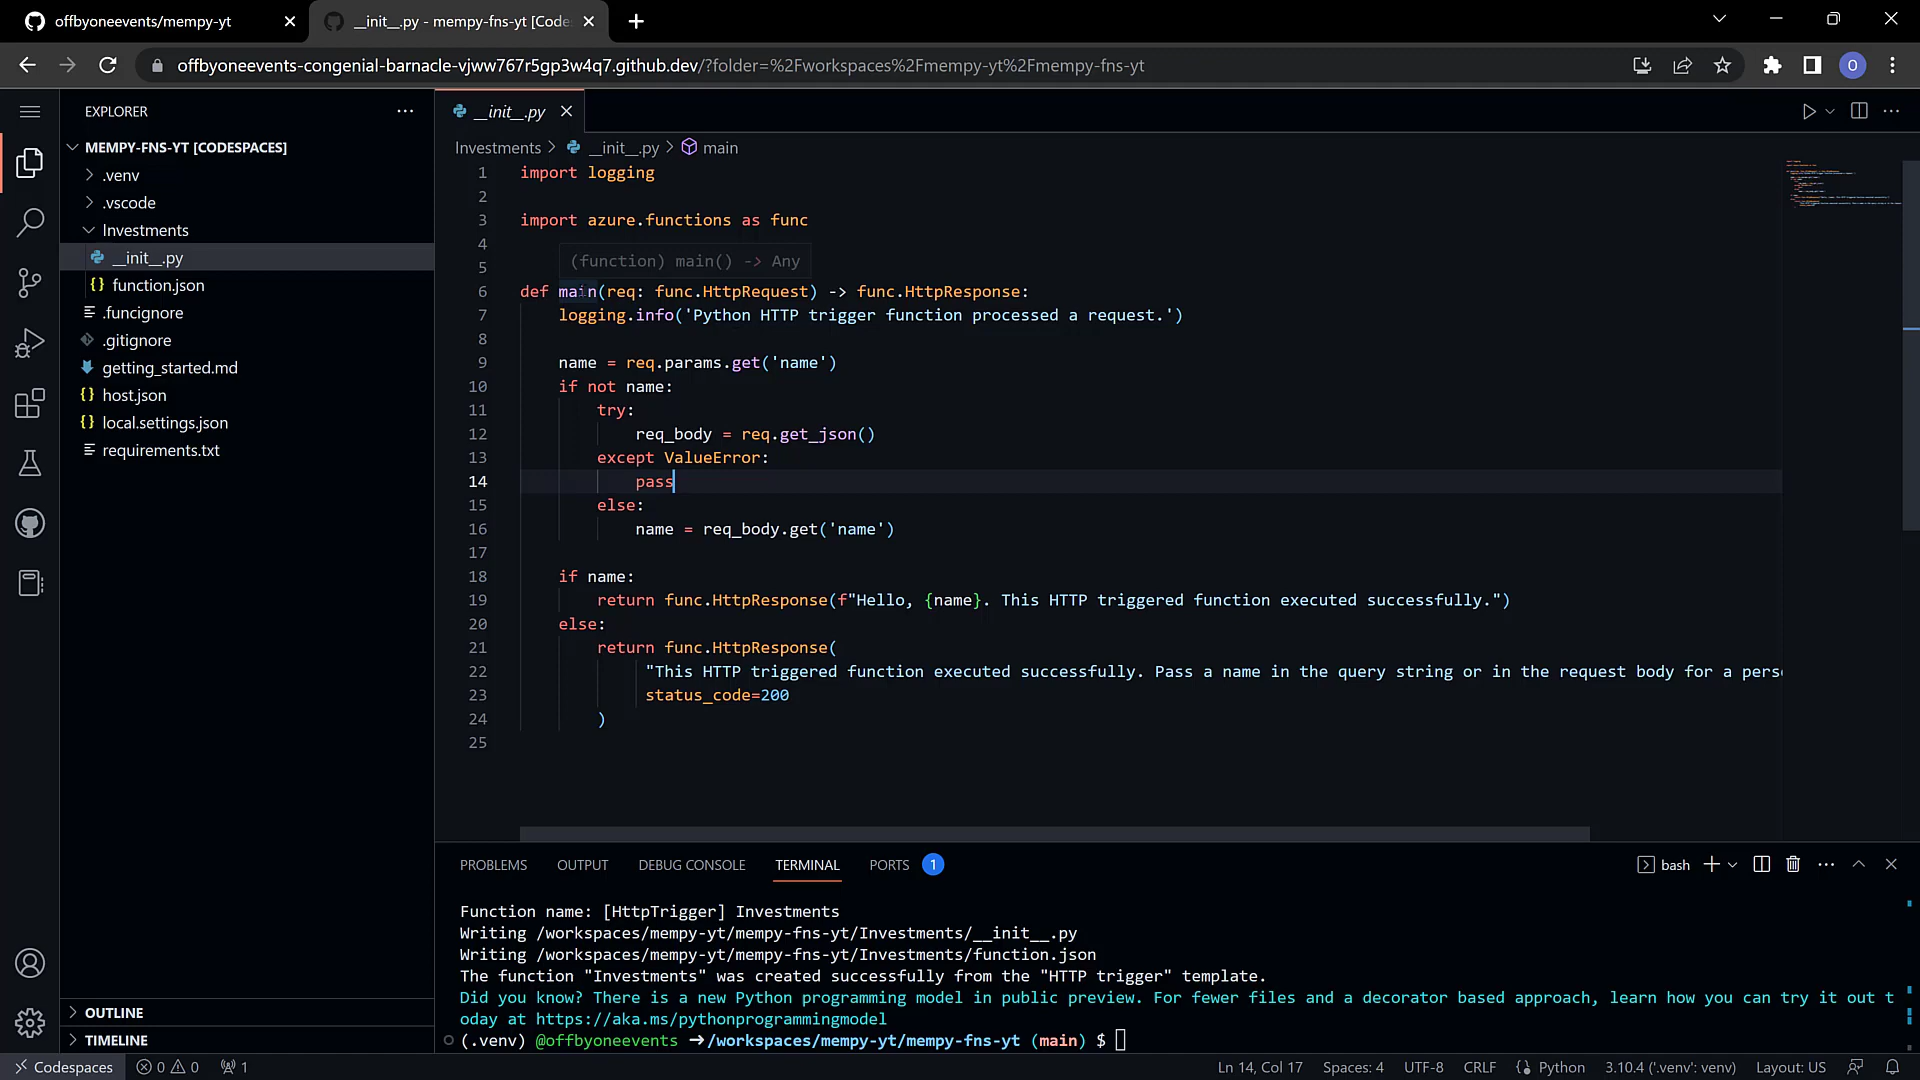 offbyoneevents/mempy-yt
__init__.py - mempy-fns-yt [Code
offbyoneevents-congenial-barnacle-vjww767r5gp3w4q7.github.dev/?folder=%2Fworkspaces%2Fmempy-yt%2Fmempy-fns-yt
O
EXPLORER
MEMPY-FNS-YT [CODESPACES]
.venv
.vscode
Investments
__init__.py
function.json
.funcignore
.gitignore
getting_started.md
host.json
local.settings.json
requirements.txt
OUTLINE
TIMELINE
__init__.py
Investments > __init__.py > main
1 import logging
2
3 import azure.functions as func
4
(function) main() -> Any
5
6 def main(req: func.HttpRequest) -> func.HttpResponse:
7 logging.info('Python HTTP trigger function processed a request.')
8
9 name = req.params.get('name')
10 if not name:
11 try:
12 req_body = req.get_json()
13 except ValueError:
14 pass
15 else:
16 name = req_body.get('name')
17
18 if name:
19 return func.HttpResponse(f"Hello, {name}. This HTTP triggered function executed successfully.")
20 else:
21 return func.HttpResponse(
22 "This HTTP triggered function executed successfully. Pass a name in the query string or in the request body for a pers
23 status_code=200
24 )
25
PROBLEMS OUTPUT DEBUG CONSOLE TERMINAL PORTS 1
bash
Function name: [HttpTrigger] Investments
Writing /workspaces/mempy-yt/mempy-fns-yt/Investments/__init__.py
Writing /workspaces/mempy-yt/mempy-fns-yt/Investments/function.json
The function "Investments" was created successfully from the "HTTP trigger" template.
Did you know? There is a new Python programming model in public preview. For fewer files and a decorator based approach, learn how you can try it out t
oday at https://aka.ms/pythonprogrammingmodel
(.venv) @offbyoneevents ➜/workspaces/mempy-yt/mempy-fns-yt (main) $
Codespaces 0 0 1 Ln 14, Col 17 Spaces: 4 UTF-8 CRLF Python 3.10.4 ('.venv': venv) Layout: US